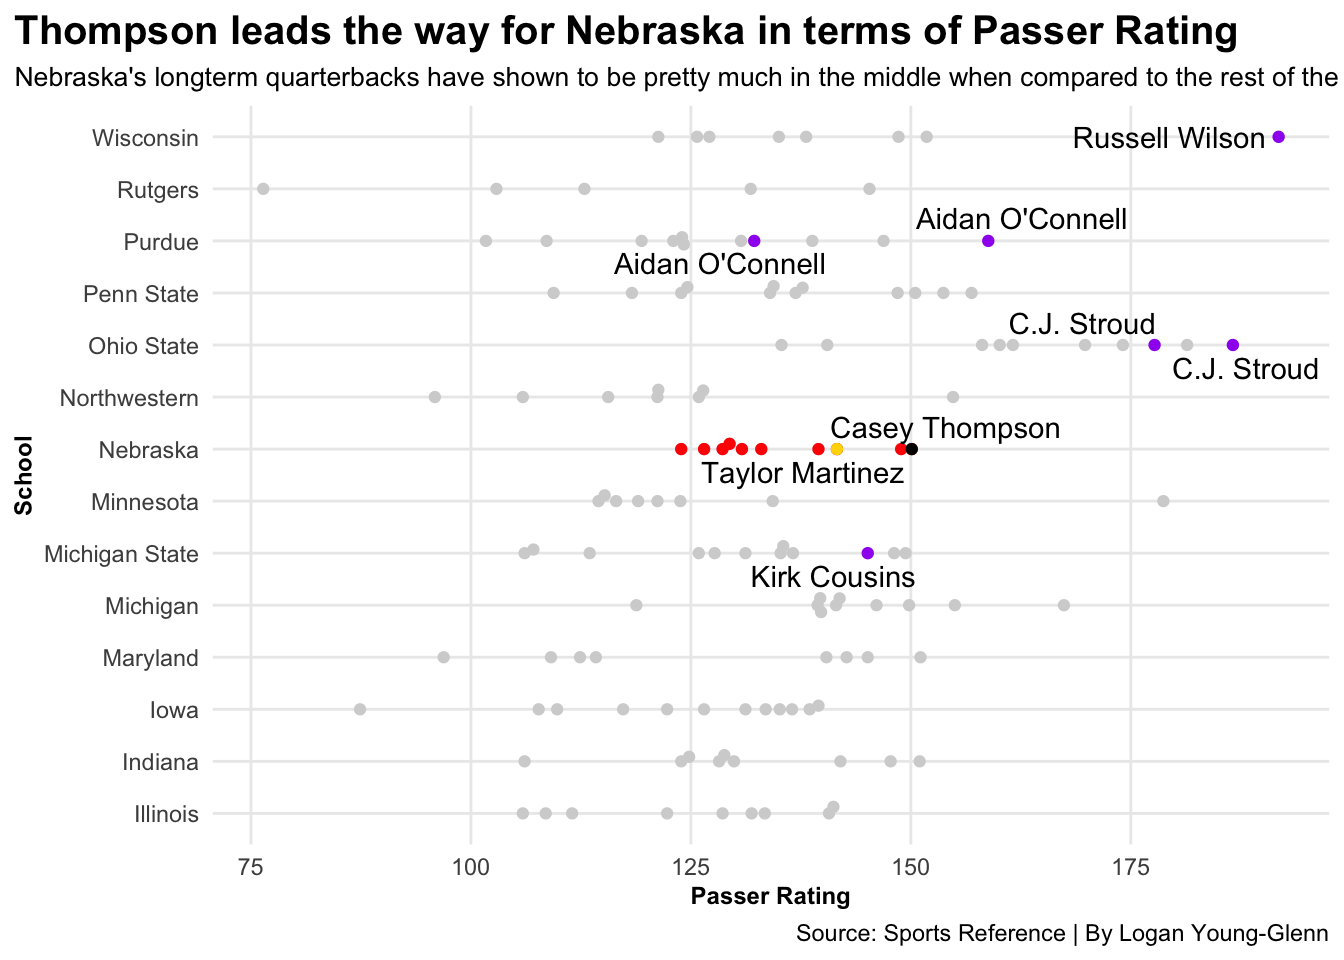 Thompson leads the way for Nebraska in terms of Passer Rating
Nebraska's longterm quarterbacks have shown to be pretty much in the middle when compared to the rest of the
Wisconsin
Russell Wilson
Rutgers
Aidan O'Connell
Purdue
Aidan O'Connell
Penn State
C.J. Stroud
Ohio State
C.J. Stroud
Northwestern
Casey Thompson
Nebraska
Taylor Martinez
Minnesota
Michigan State
Kirk Cousins
Michigan
Maryland
Iowa
Indiana
Illinois
School
75 100 125 150 175
Passer Rating
Source: Sports Reference | By Logan Young-Glenn